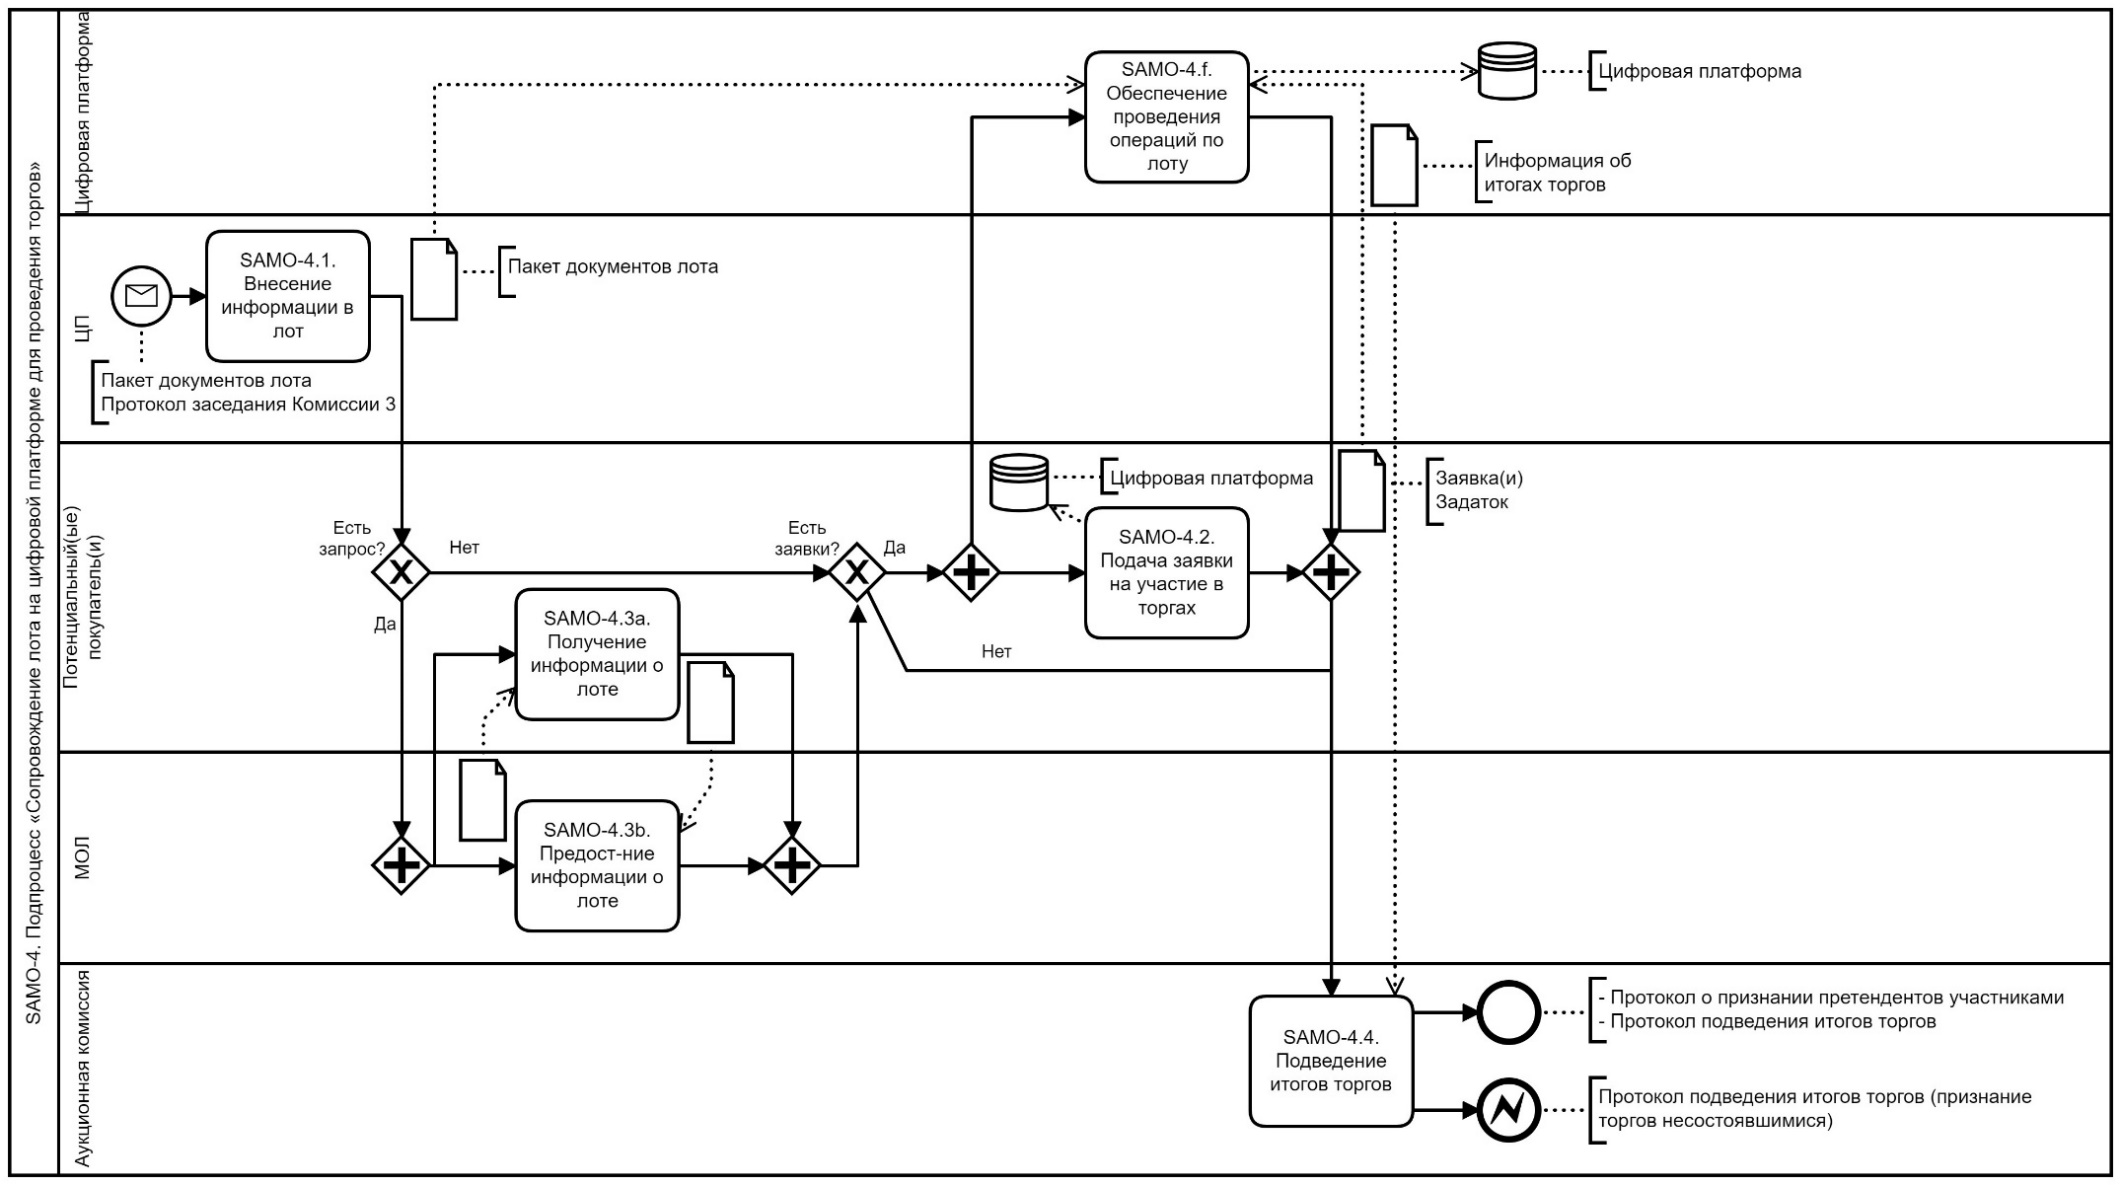 SAMO-4. Подпроцесс «Сопровождение лота на цифровой платформе для проведения торгов»
Цифровая платформа
SAMO-4.f.
Обеспечение
проведения
операций по
лоту
Цифровая платформа
Информация об
итогах торгов
ЦП
SAMO-4.1.
Внесение
информации в
лот
Пакет документов лота
Пакет документов лота
Протокол заседания Комиссии 3
Потенциальный(ые)
покупатель(и)
Есть
запрос?
Нет
Да
Есть
заявки?
Да
Нет
Цифровая платформа
SAMO-4.2.
Подача заявки
на участие в
торгах
Заявка(и)
Задаток
SAMO-4.3a.
Получение
информации о
лоте
МОЛ
SAMO-4.3b.
Предост-ние
информации о
лоте
Аукционная комиссия
SAMO-4.4.
Подведение
итогов торгов
- Протокол о признании претендентов участниками
- Протокол подведения итогов торгов
Протокол подведения итогов торгов (признание
торгов несостоявшимися)